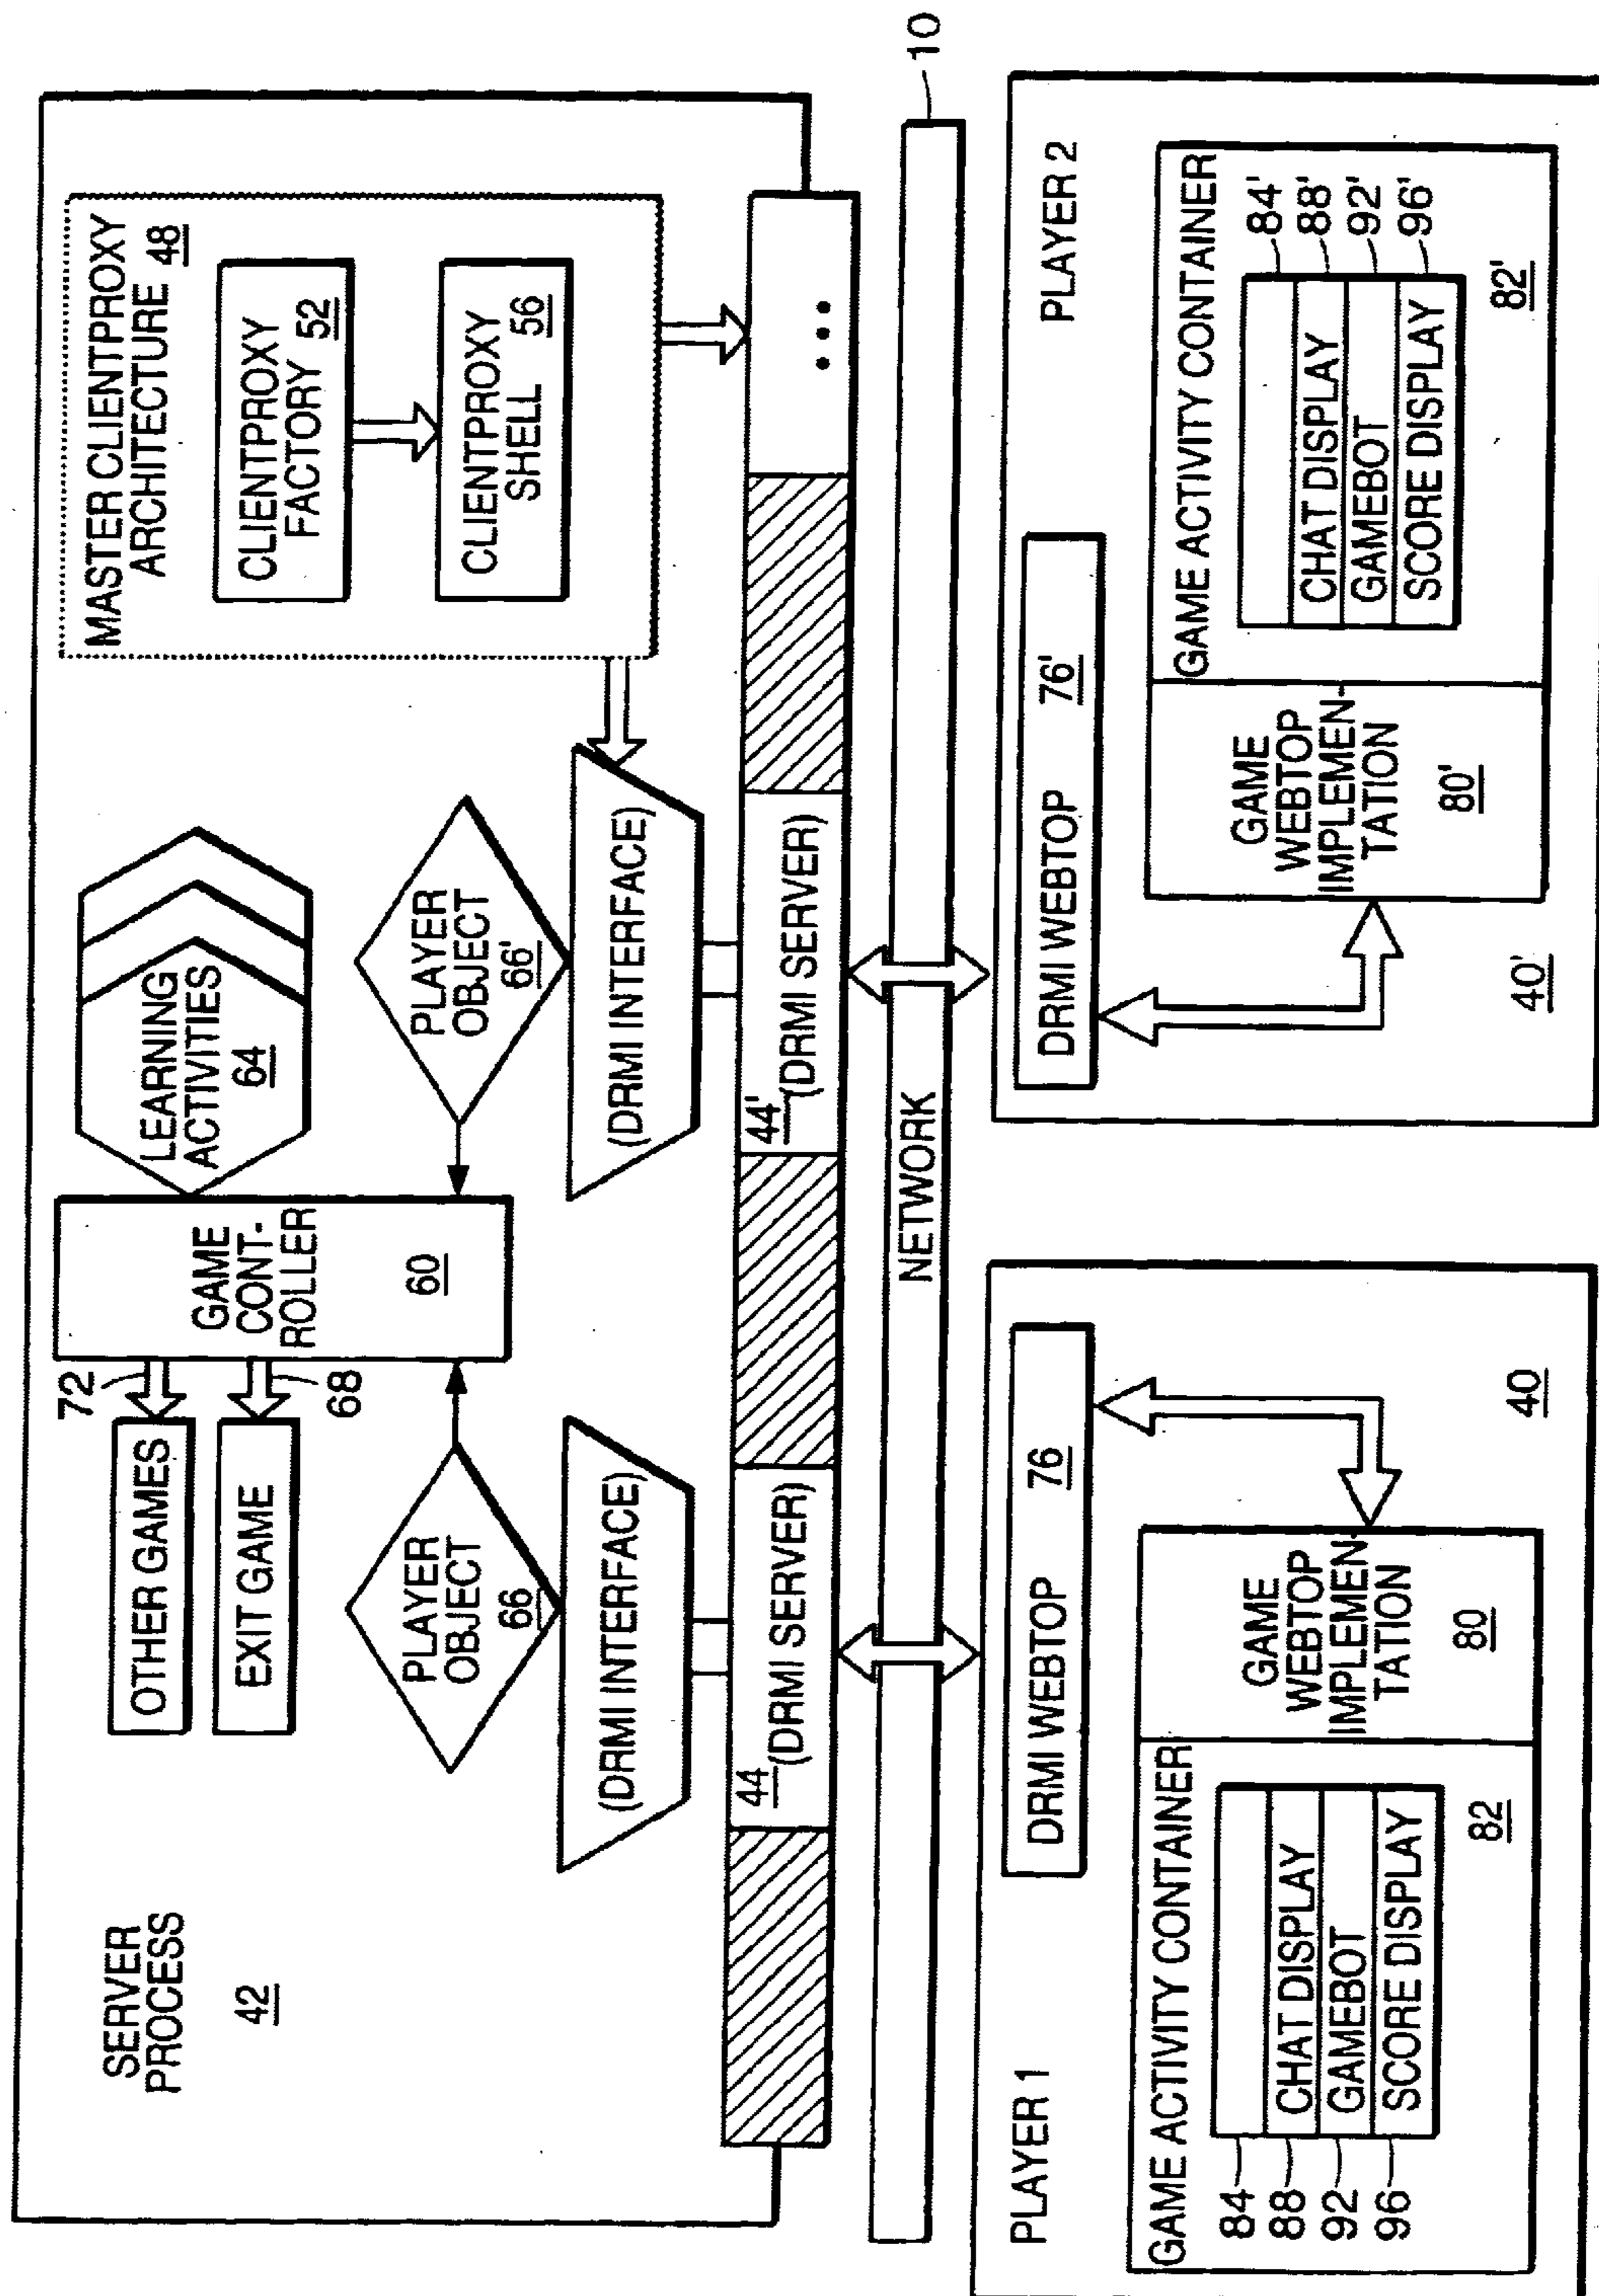 SERVER
PROCESS
42
OTHER GAMES
EXIT GAME
72
68
GAME
CONT-
ROLLER
60
LEARNING
ACTIVITIES
64
MASTER CLIENTPROXY
ARCHITECTURE 48
CLIENTPROXY
FACTORY 52
CLIENTPROXY
SHELL 56
PLAYER
OBJECT
66
PLAYER
OBJECT
66'
(DRMI INTERFACE)
(DRMI INTERFACE)
44
(DRMI SERVER)
44'
(DRMI SERVER)
...
NETWORK
10
PLAYER 1
DRMI WEBTOP 76
GAME ACTIVITY CONTAINER
84
88
CHAT DISPLAY
92
GAMEBOT
96
SCORE DISPLAY
82
GAME
WEBTOP
IMPLEMEN-
TATION
80
40
PLAYER 2
DRMI WEBTOP 76'
GAME
WEBTOP
IMPLEMEN-
TATION
80'
GAME ACTIVITY CONTAINER
84'
CHAT DISPLAY
88'
GAMEBOT
92'
SCORE DISPLAY
96'
82'
40'